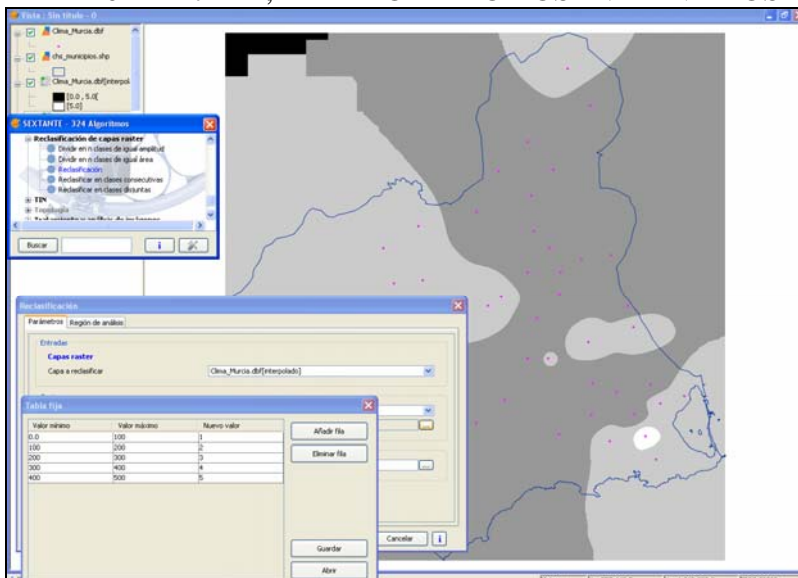 Vista : Sin título - 0
Clima_Murcia.dbf
chs_municipios.shp
Clima_Murcia.dbf[interpol
[0.0 , 5.0[
[5.0]
SEXTANTE - 324 Algoritmos
Reclasificación de capas raster
Dividir en n clases de igual amplitud
Dividir en n clases de igual área
Reclasificación
Reclasificar en clases consecutivas
Reclasificar en clases disjuntas
TIN
Topología
Buscar
i
Reclasificación
Parámetros
Región de análisis
Entradas
Capas raster
Capa a reclasificar
Clima_Murcia.dbf[interpolado]
Tabla fija
Valor mínimo Valor máximo Nuevo valor
0.0 100 1
100 200 2
200 300 3
300 400 4
400 500 5
Añadir fila
Eliminar fila
...
Cancelar
i
Guardar
Abrir